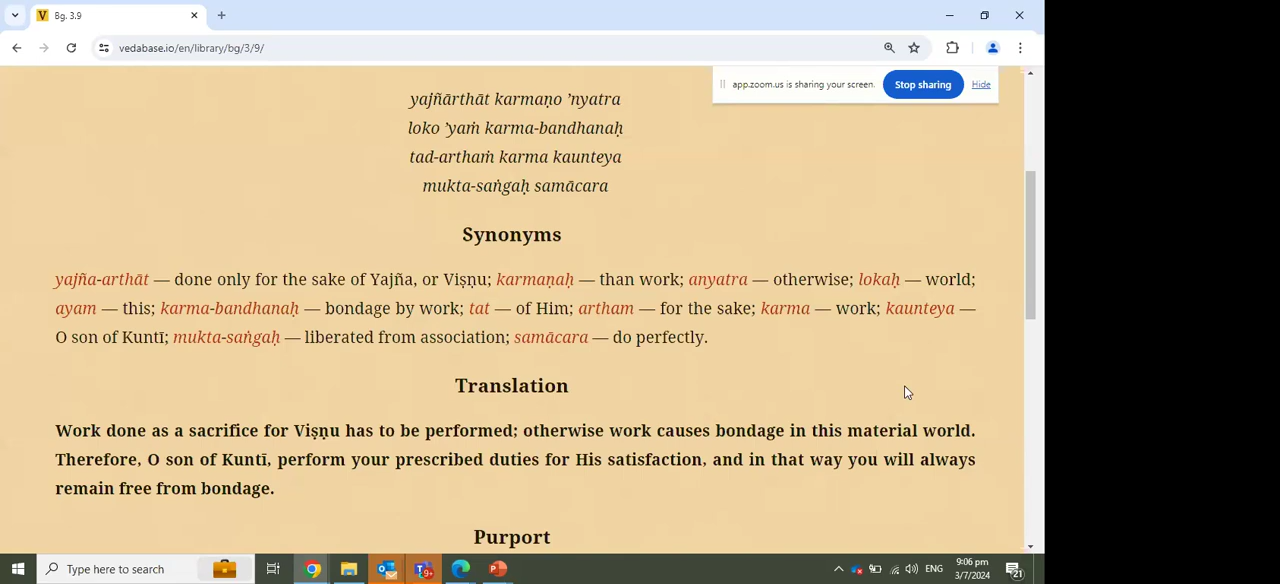 Bg. 3.9
vedabase.io/en/library/bg/3/9/
app.zoom.us is sharing your screen. Stop sharing Hide
yajñārthāt karmaṇo ’nyatra
loko ’yaṁ karma-bandhanaḥ
tad-arthaṁ karma kaunteya
mukta-saṅgaḥ samācara
Synonyms
yajña-arthāt — done only for the sake of Yajña, or Viṣṇu; karmaṇaḥ — than work; anyatra — otherwise; lokaḥ — world;
ayam — this; karma-bandhanaḥ — bondage by work; tat — of Him; artham — for the sake; karma — work; kaunteya —
O son of Kuntī; mukta-saṅgaḥ — liberated from association; samācara — do perfectly.
Translation
Work done as a sacrifice for Viṣṇu has to be performed; otherwise work causes bondage in this material world.
Therefore, O son of Kuntī, perform your prescribed duties for His satisfaction, and in that way you will always
remain free from bondage.
Purport
Type here to search
ENG
9:06 pm
3/7/2024
9+
21